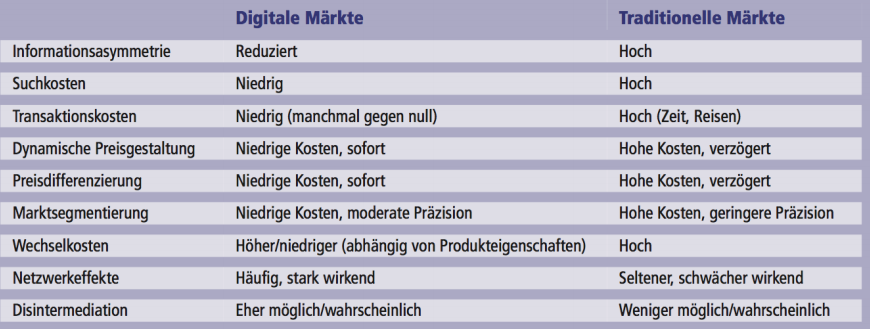 Digitale Märkte Traditionelle Märkte
Informationsasymmetrie Reduziert Hoch
Suchkosten Niedrig Hoch
Transaktionskosten Niedrig (manchmal gegen null) Hoch (Zeit, Reisen)
Dynamische Preisgestaltung Niedrige Kosten, sofort Hohe Kosten, verzögert
Preisdifferenzierung Niedrige Kosten, sofort Hohe Kosten, verzögert
Marktsegmentierung Niedrige Kosten, moderate Präzision Hohe Kosten, geringere Präzision
Wechselkosten Höher/niedriger (abhängig von Produkteigenschaften) Hoch
Netzwerkeffekte Häufig, stark wirkend Seltener, schwächer wirkend
Disintermediation Eher möglich/wahrscheinlich Weniger möglich/wahrscheinlich